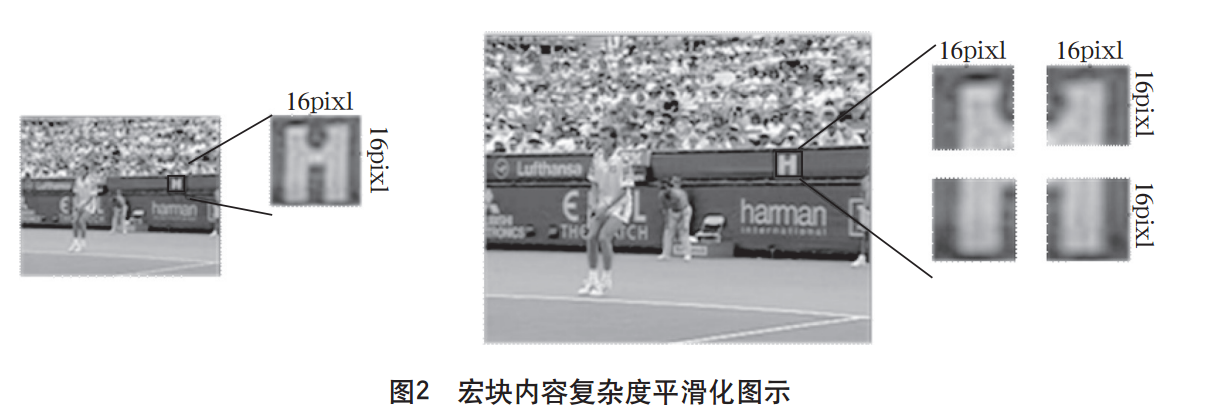 16pixl
16pixl
harman
16pixl
16pixl
16pixl
16pixl
Lufthansa
harman
international
图2 宏块内容复杂度平滑化图示